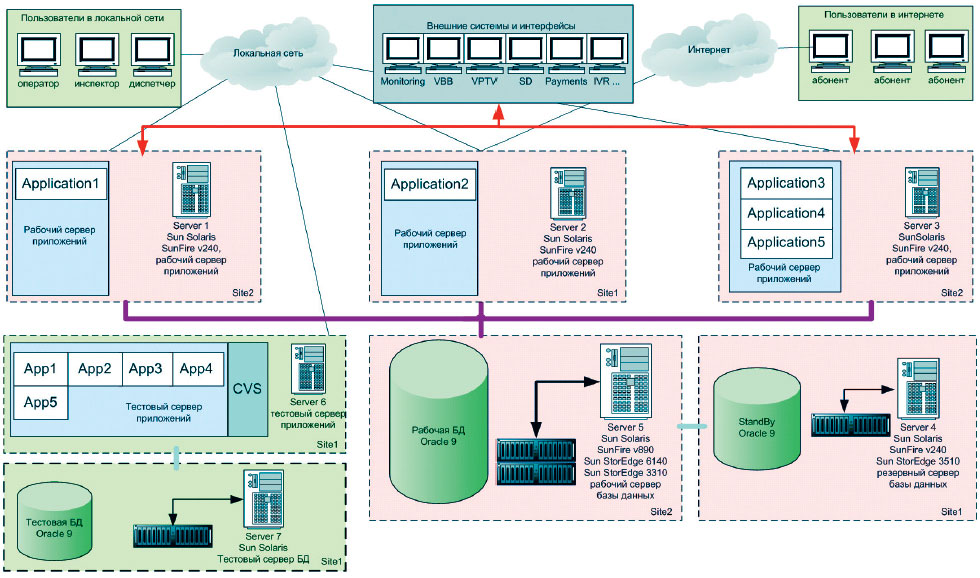 Пользователи в локальной сети
оператор
инспектор
диспетчер
Локальная сеть
Внешние системы и интерфейсы
Monitoring
VBB
VPTV
SD
Payments
IVR ...
Интернет
Пользователи в интернете
абонент
абонент
абонент
Application1
Рабочий сервер
приложений
Server 1
Sun Solaris
SunFire v240,
рабочий сервер
приложений
Site2
Application2
Рабочий сервер
приложений
Server 2
Sun Solaris
SunFire v240
рабочий сервер
приложений
Site1
Application3
Application4
Application5
Рабочий сервер
приложений
Server 3
SunSolaris
SunFire v240,
рабочий сервер
приложений
Site2
App1
App2
App3
App4
App5
Тестовый сервер
приложений
CVS
Server 6
тестовый сервер
приложений
Site1
Рабочая БД
Oracle 9
Server 5
Sun Solaris
SunFire v890
Sun StorEdge 6140
Sun StorEdge 3310
рабочий сервер
базы данных
Site2
StandBy
Oracle 9
Server 4
Sun Solaris
SunFire v240
Sun StorEdge 3510
резервный сервер
базы данных
Site1
Тестовая БД
Oracle 9
Server 7
Sun Solaris
Тестовый сервер БД
Site1